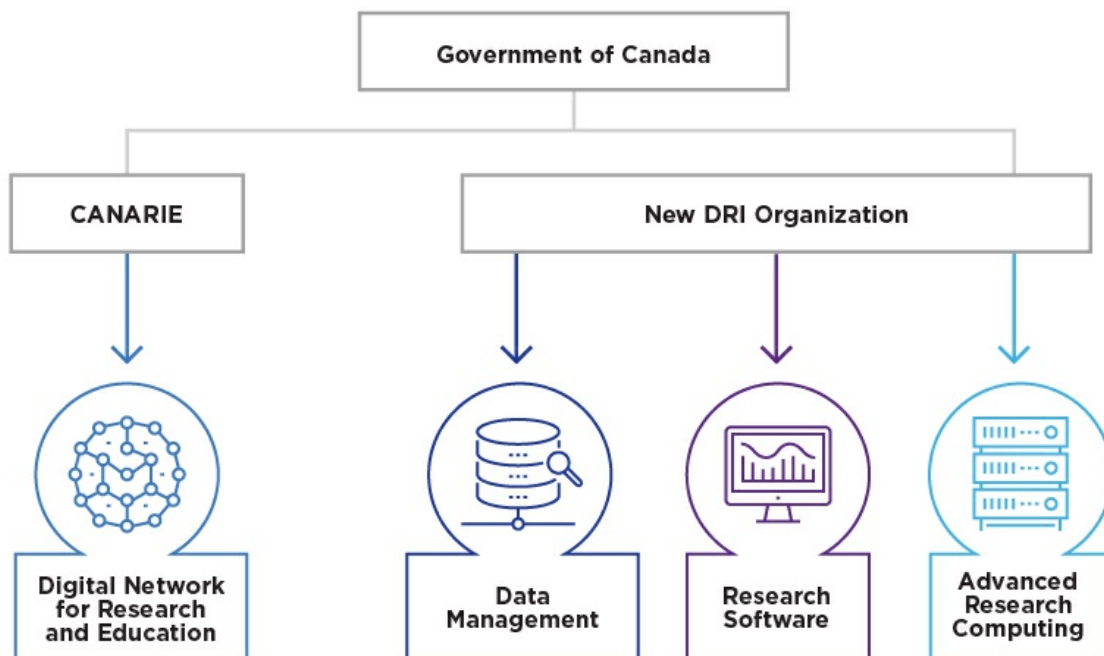 Government of Canada
CANARIE
New DRI Organization
Digital Network
for Research
and Education
Data
Management
Research
Software
Advanced
Research
Computing